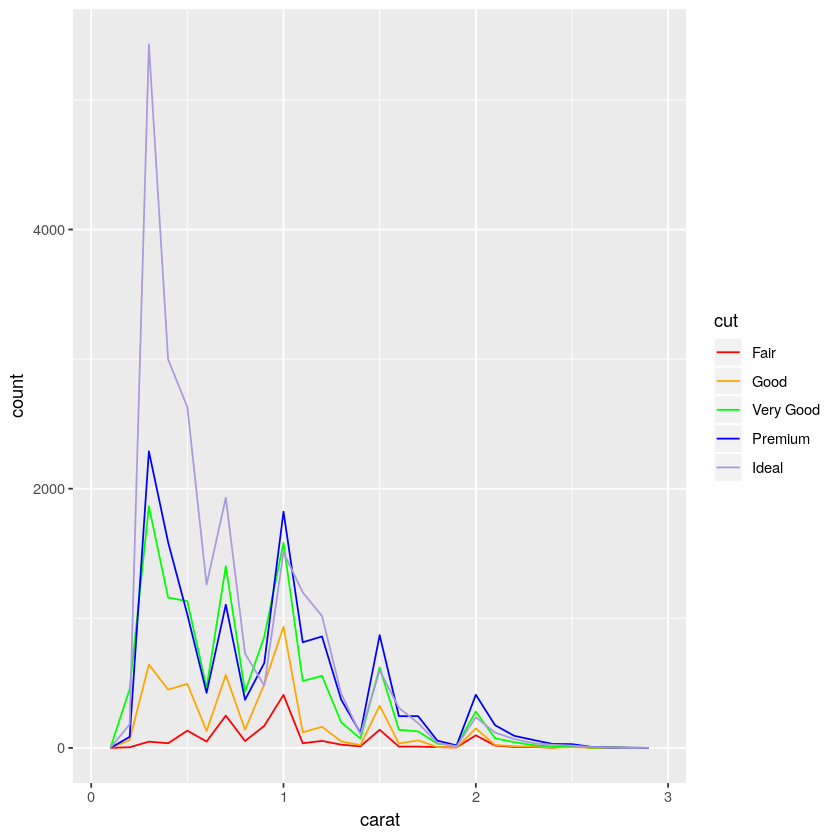 count
4000
2000
0
0
1
2
3
carat
cut
Fair
Good
Very Good
Premium
Ideal